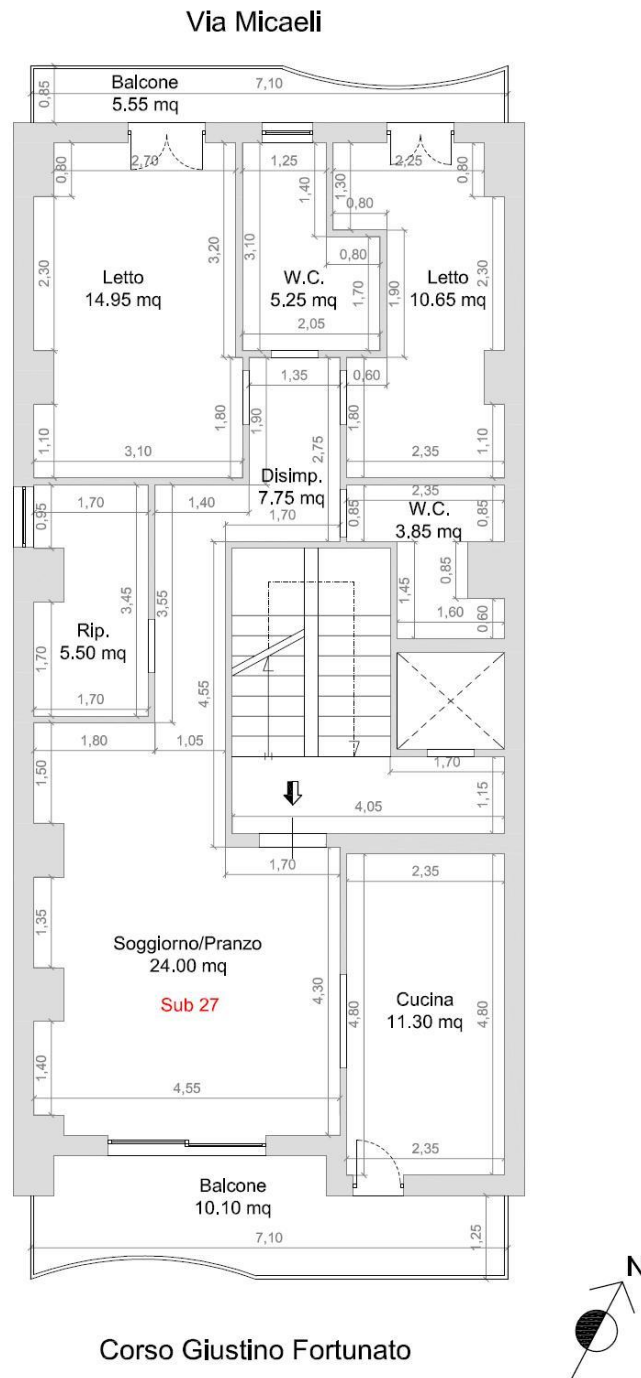 Via Micaeli
Balcone
5.55 mq
7,10
0,85
2,70
1,25
2,25
0,80
1,40
1,30
0,80
0,80
3,20
3,10
0,80
2,30
Letto
14.95 mq
W.C.
5.25 mq
1,70
1,90
Letto
10.65 mq
2,30
2,05
1,35
0,60
1,80
1,90
1,80
1,10
3,10
2,75
2,35
1,10
Disimp.
7.75 mq
0,95
1,70
1,40
1,70
0,85
2,35
W.C.
3.85 mq
0,85
3,45
3,55
1,45
0,85
1,60
0,60
Rip.
5.50 mq
1,70
1,70
4,55
1,80
1,05
1,50
1,70
4,05
1,15
1,70
2,35
1,35
Soggiorno/Pranzo
24.00 mq
Sub 27
4,30
4,80
Cucina
11.30 mq
4,80
1,40
4,55
2,35
Balcone
10.10 mq
7,10
1,25
N
Corso Giustino Fortunato